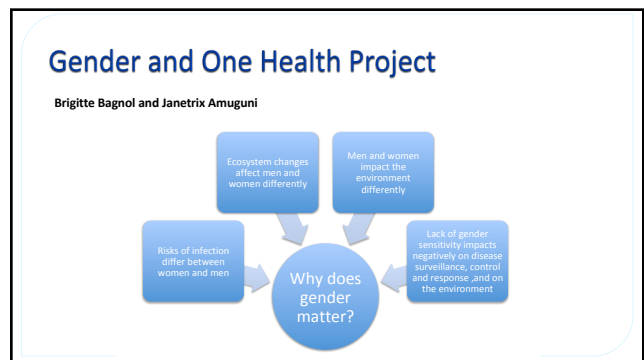 Gender and One Health Project
Brigitte Bagnol and Janetrix Amuguni
Risks of infection
differ between
women and men
Ecosystem changes
affect men and
women differently
Men and women
impact the
environment
differently
Lack of gender
sensitivity impacts
negatively on disease
surveillance, control
and response ,and on
the environment
Why does
gender
matter?